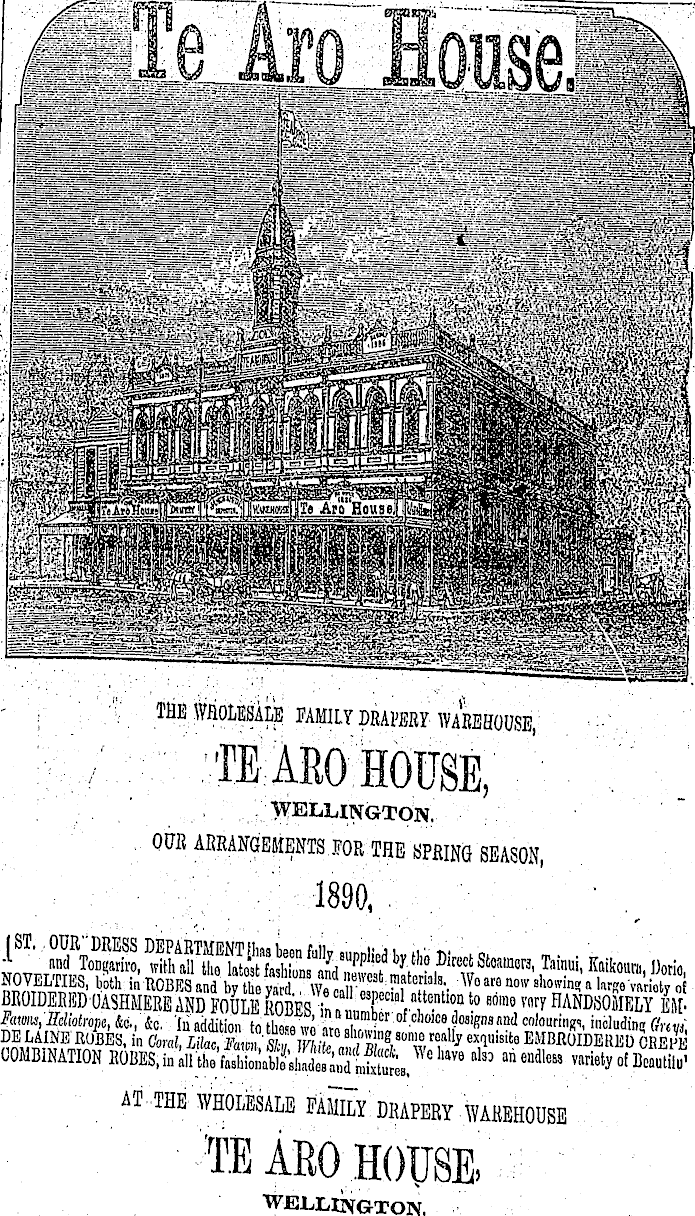 Te Aro House.
1886
Te Aro House
DRAPERY
WAREHOUSE
Te Aro House
THE WHOLESALE FAMILY DRAPERY WAREHOUSE,
TE ARO HOUSE,
WELLINGTON.
OUR ARRANGEMENTS FOR THE SPRING SEASON,
1890,
1ST. OUR DRESS DEPARTMENT has been fully supplied by the Direct Steamers, Tainui, Kaikoura, Doric,
and Tongariro, with all the latest fashions and newest materials. We are now showing a large variety of
NOVELTIES, both in ROBES and by the yard. We call especial attention to some very HANDSOMELY EM-
BROIDERED CASHMERE AND FOULE ROBES, in a number of choice designs and colourings, including Greys,
Fawns, Heliotrope, &c., &c. In addition to these we are showing some really exquisite EMBROIDERED CREPE
DE LAINE ROBES, in Coral, Lilac, Fawn, Sky, White, and Black. We have also an endless variety of Beautifu'
COMBINATION ROBES, in all the fashionable shades and mixtures,
AT THE WHOLESALE FAMILY DRAPERY WAREHOUSE
TE ARO HOUSE,
WELLINGTON.